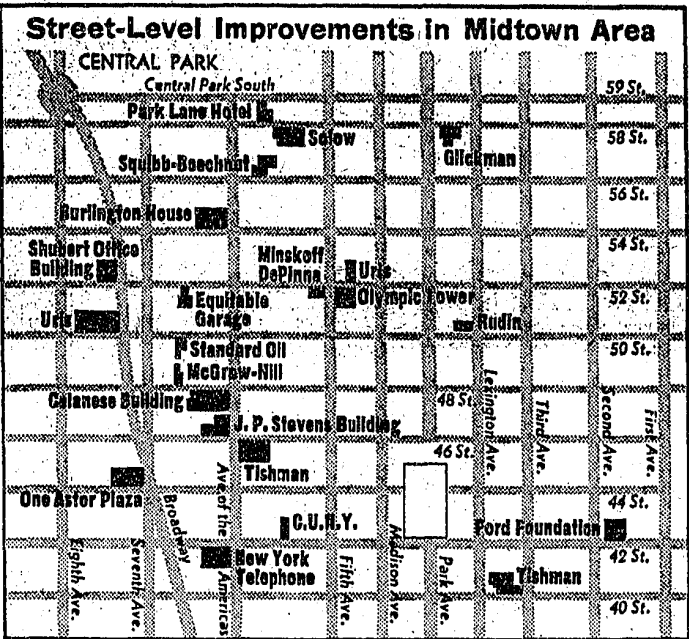 Street-Level Improvements in Midtown Area
CENTRAL PARK
Central Park South
59 St.
Park Lane Hotel
Solow
58 St.
Glickman
Squibb-Beechnut
56 St.
Burlington House
54 St.
Shubert Office
Building
Minskoff
DePinna
Uris
Equitable
Garage
Olympic Tower
52 St.
Uris
Rudin
Standard Oil
50 St.
McGraw-Hill
Celanese Building
48 St.
J. P. Stevens Building
46 St.
Tishman
One Astor Plaza
44 St.
C.U.N.Y.
Ford Foundation
New York
Telephone
42 St.
Tishman
40 St.
Eighth Ave.
Seventh Ave.
Broadway
Ave. of the Americas
Fifth Ave.
Madison Ave.
Park Ave.
Lexington Ave.
Third Ave.
Second Ave.
First Ave.